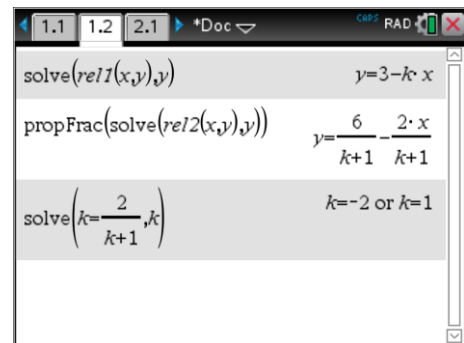 1.1 1.2 2.1 *Doc CAPS RAD
solve(rel1(x,y),y) y=3-k·x
propFrac(solve(rel2(x,y),y)) y=6/(k+1)-2·x/(k+1)
solve(k=2/(k+1),k) k=-2 or k=1